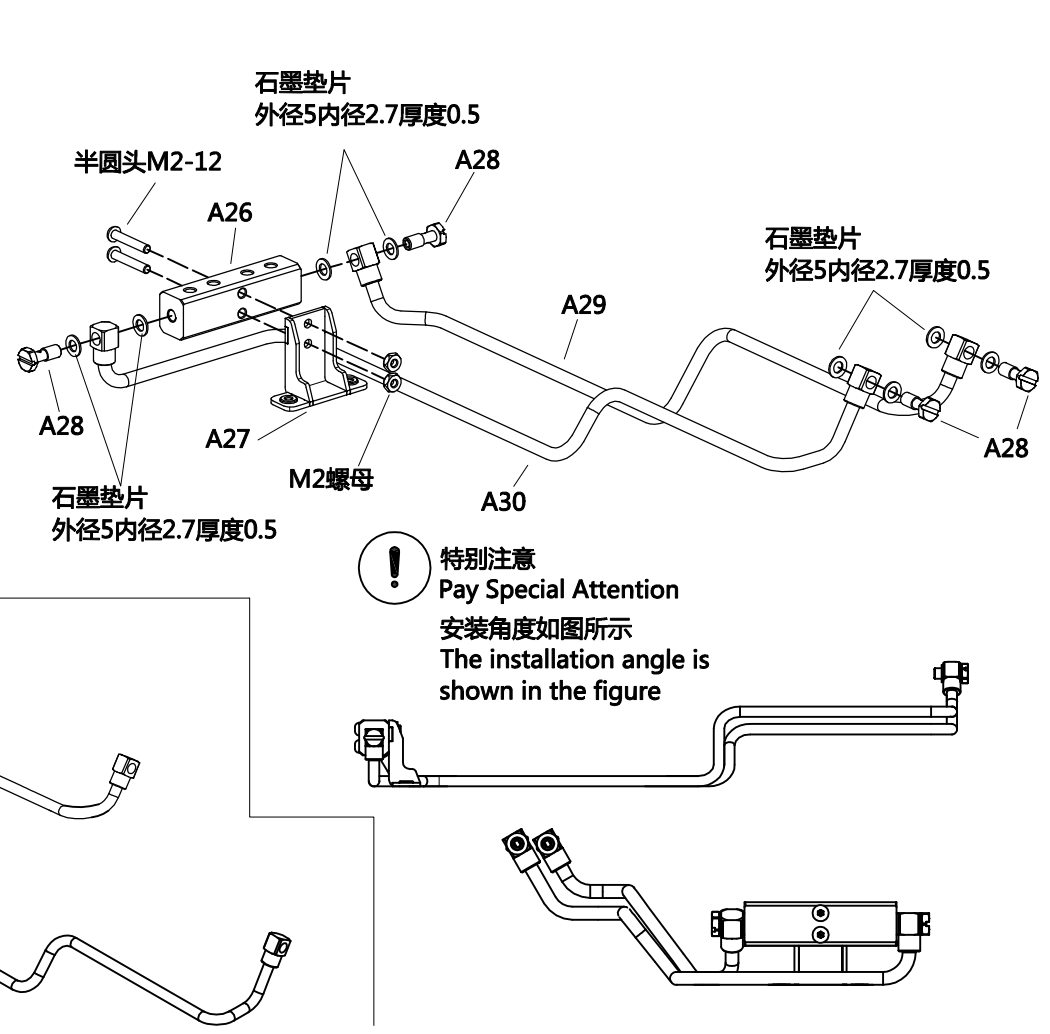 石墨垫片
外径5内径2.7厚度0.5
半圆头M2-12
A28
A26
石墨垫片
外径5内径2.7厚度0.5
A29
A28
A27
A28
M2螺母
石墨垫片
外径5内径2.7厚度0.5
A30
特别注意
Pay Special Attention
安装角度如图所示
The installation angle is
shown in the figure